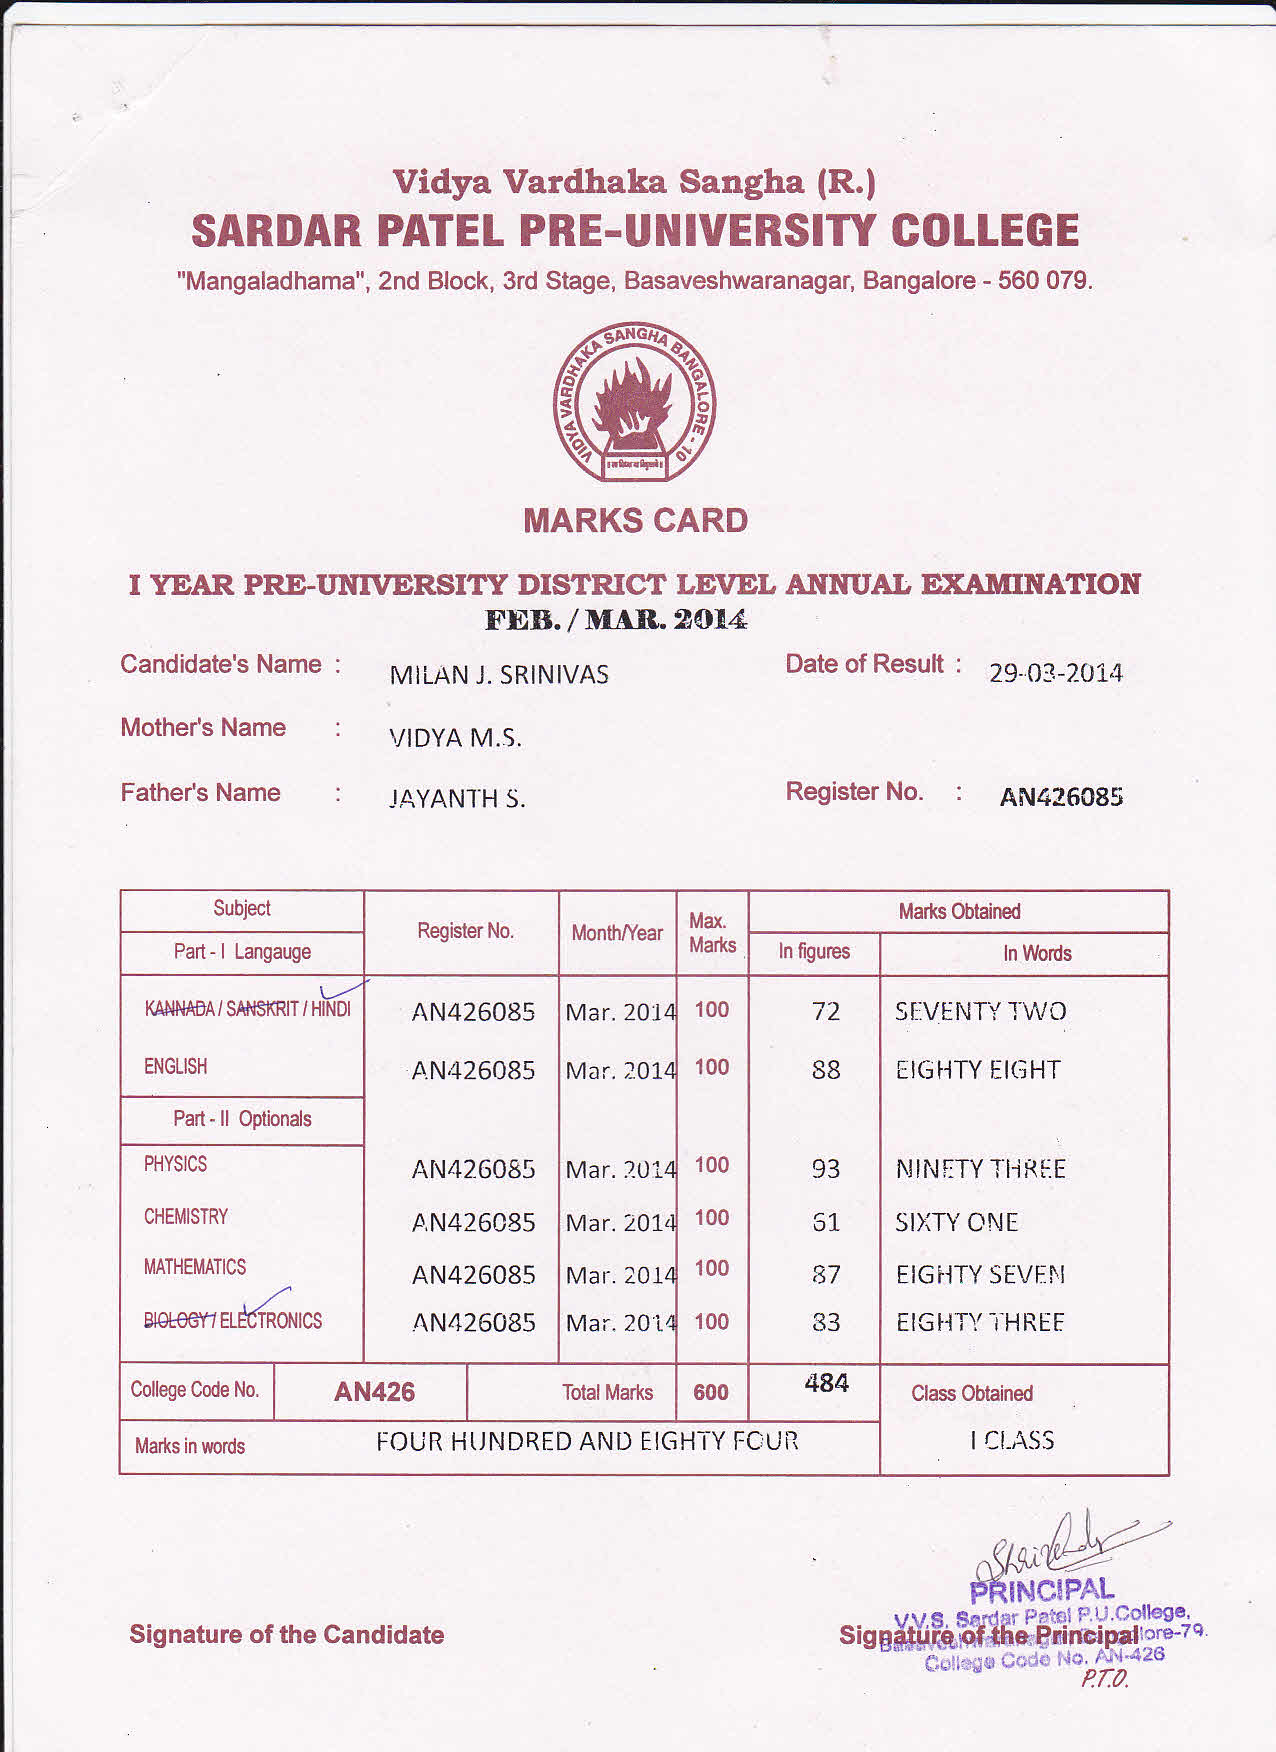 Vidya Vardhaka Sangha (R.)
SARDAR PATEL PRE-UNIVERSITY COLLEGE
"Mangaladhama", 2nd Block, 3rd Stage, Basaveshwaranagar, Bangalore - 560 079.
VIDYA VARDHAKA SANGHA BANGALORE - 10
MARKS CARD
I YEAR PRE-UNIVERSITY DISTRICT LEVEL ANNUAL EXAMINATION
FEB. / MAR. 2014
Candidate's Name : MILAN J. SRINIVAS Date of Result : 29-03-2014
Mother's Name : VIDYA M.S.
Father's Name : JAYANTH S. Register No. : AN426085
Subject Register No. Month/Year Max. Marks Marks Obtained
Part - I Langauge In figures In Words
KANNADA / SANSKRIT / HINDI AN426085 Mar. 2014 100 72 SEVENTY TWO
ENGLISH AN426085 Mar. 2014 100 88 EIGHTY EIGHT
Part - II Optionals
PHYSICS AN426085 Mar. 2014 100 93 NINETY THREE
CHEMISTRY AN426085 Mar. 2014 100 61 SIXTY ONE
MATHEMATICS AN426085 Mar. 2014 100 87 EIGHTY SEVEN
BIOLOGY / ELECTRONICS AN426085 Mar. 2014 100 83 EIGHTY THREE
College Code No. AN426 Total Marks 600 484 Class Obtained
Marks in words FOUR HUNDRED AND EIGHTY FOUR I CLASS
PRINCIPAL
V.V.S. Sardar Patel P.U.College,
Signature of the Candidate Signature of the Principal
College Code No. AN-426
P.T.O.